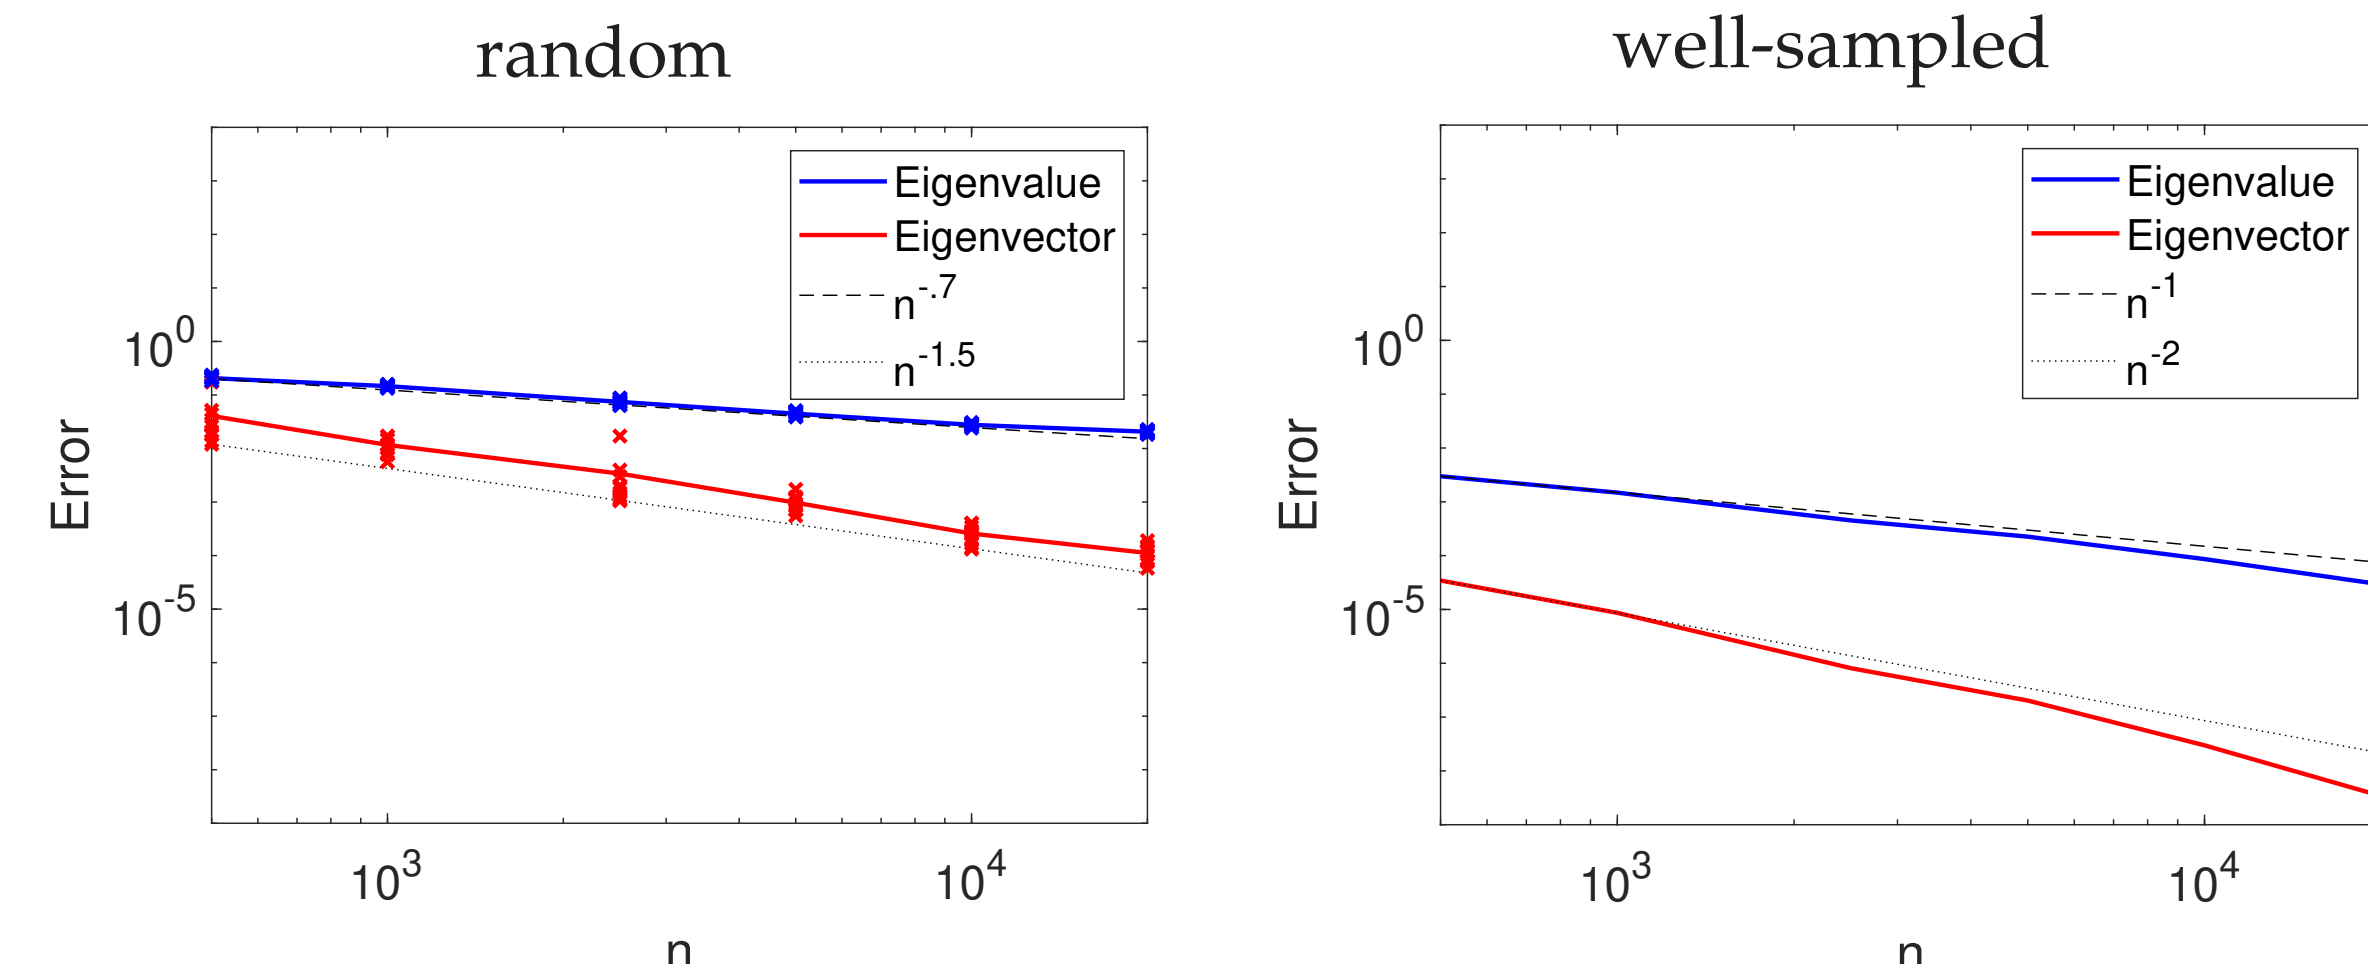 random
Eigenvalue
Eigenvector
n^-.7
n^-1.5
10^0
10^-5
Error
10^3
10^4
n
well-sampled
Eigenvalue
Eigenvector
n^-1
n^-2
10^0
10^-5
Error
10^3
10^4
n